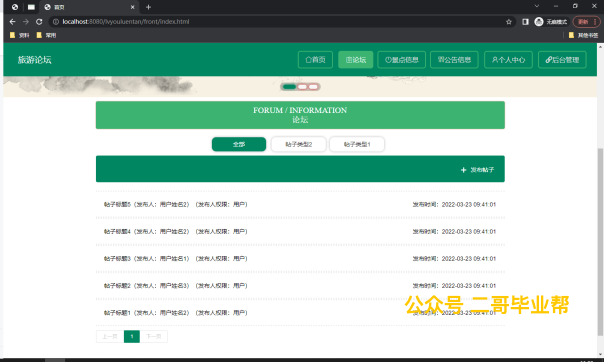 首页
localhost:8080/lvyouluntan/front/index.html
无痕模式
更新
资料
常用
其他书签
旅游论坛
首页
论坛
景点信息
公告信息
个人中心
后台管理
FORUM / INFORMATION
论坛
全部
帖子类型2
帖子类型1
+ 发布帖子
帖子标题5（发布人：用户姓名2）（发布人权限：用户） 发布时间：2022-03-23 09:41:01
帖子标题4（发布人：用户姓名2）（发布人权限：用户） 发布时间：2022-03-23 09:41:01
帖子标题3（发布人：用户姓名1）（发布人权限：用户） 发布时间：2022-03-23 09:41:01
帖子标题2（发布人：用户姓名3）（发布人权限：用户） 发布时间：2022-03-23 09:41:01
帖子标题1（发布人：用户姓名2）（发布人权限：用户） 发布时间：2022-03-23 09:41:01
公众号 二哥毕业帮
上一页
1
下一页